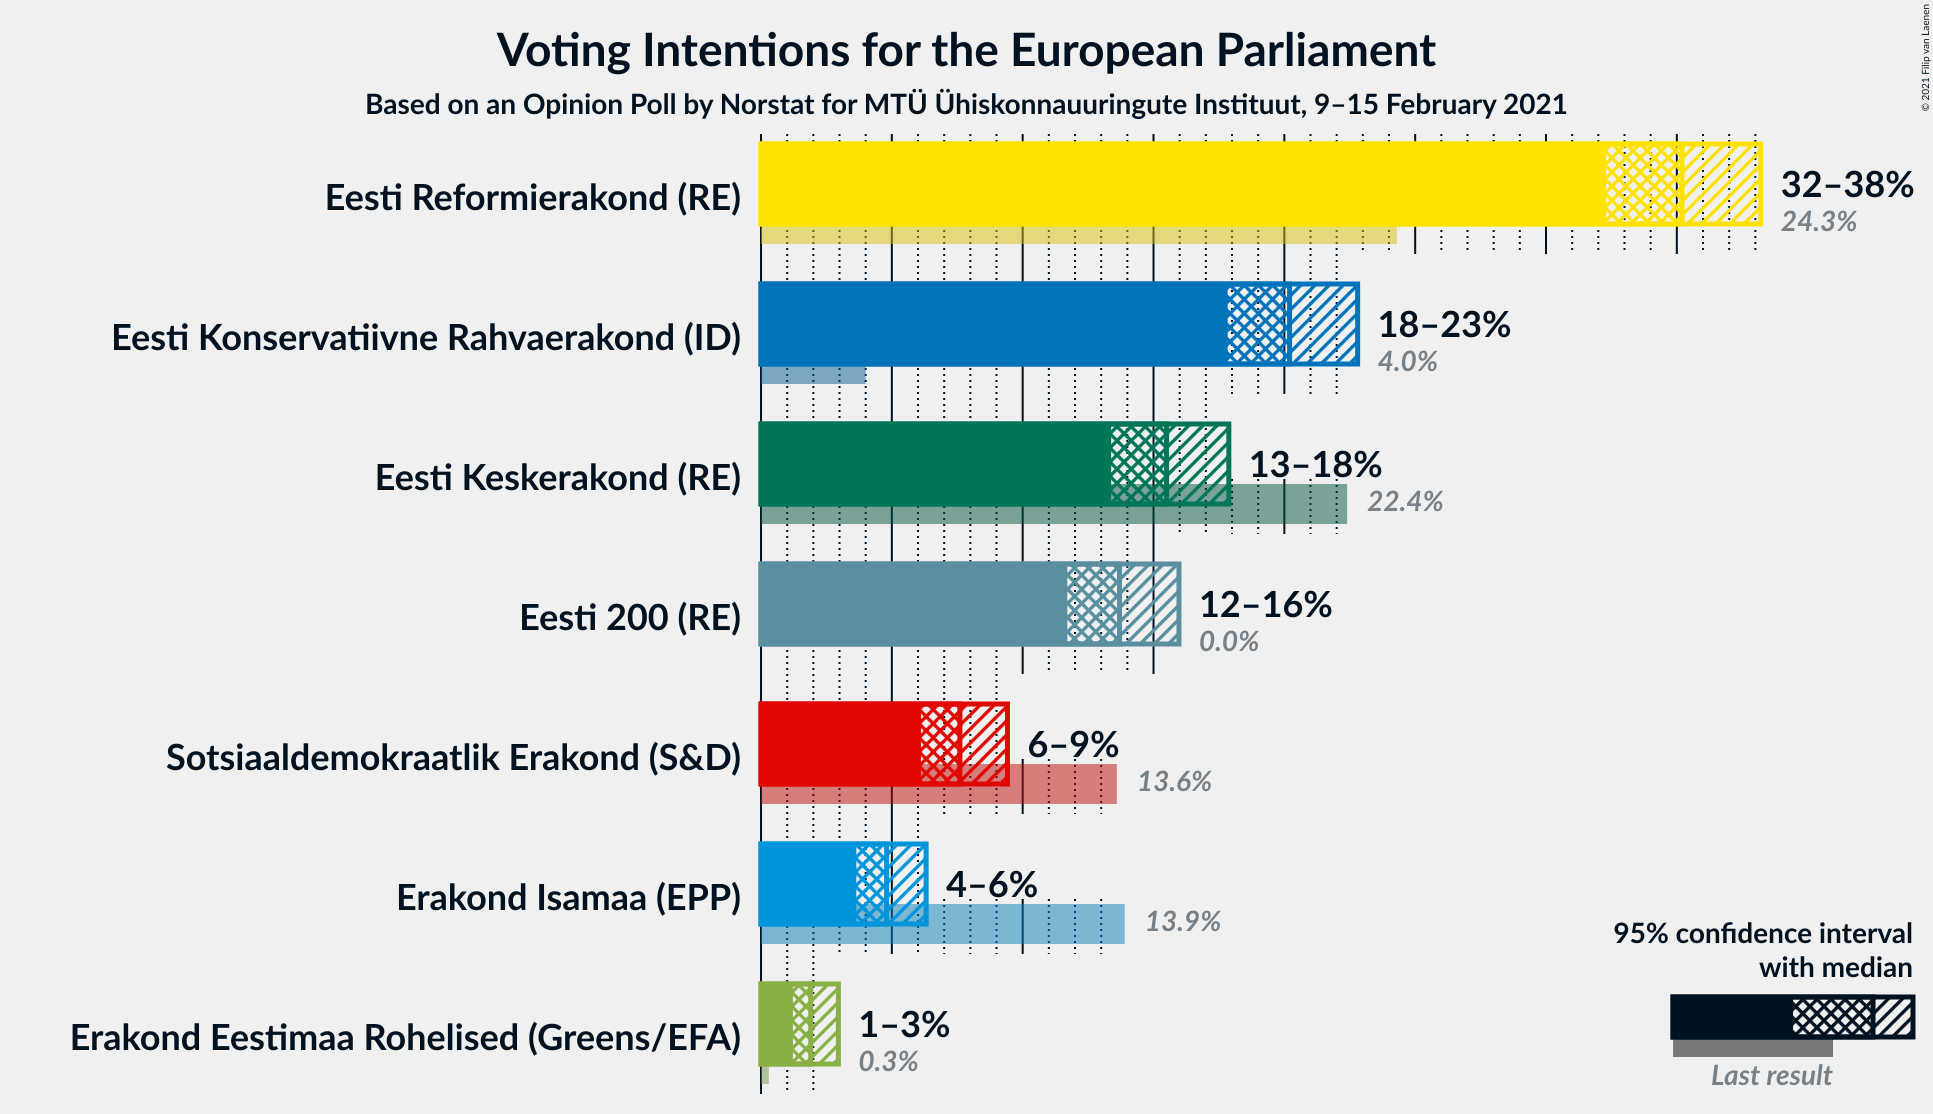 Voting Intentions for the European Parliament
Based on an Opinion Poll by Norstat for MTÜ Ühiskonnauuringute Instituut, 9–15 February 2021
© 2021 Filip van Laenen
Eesti Reformierakond (RE)
32–38%
24.3%
Eesti Konservatiivne Rahvaerakond (ID)
18–23%
4.0%
Eesti Keskerakond (RE)
13–18%
22.4%
Eesti 200 (RE)
12–16%
0.0%
Sotsiaaldemokraatlik Erakond (S&D)
6–9%
13.6%
Erakond Isamaa (EPP)
4–6%
13.9%
Erakond Eestimaa Rohelised (Greens/EFA)
1–3%
0.3%
95% confidence interval
with median
Last result